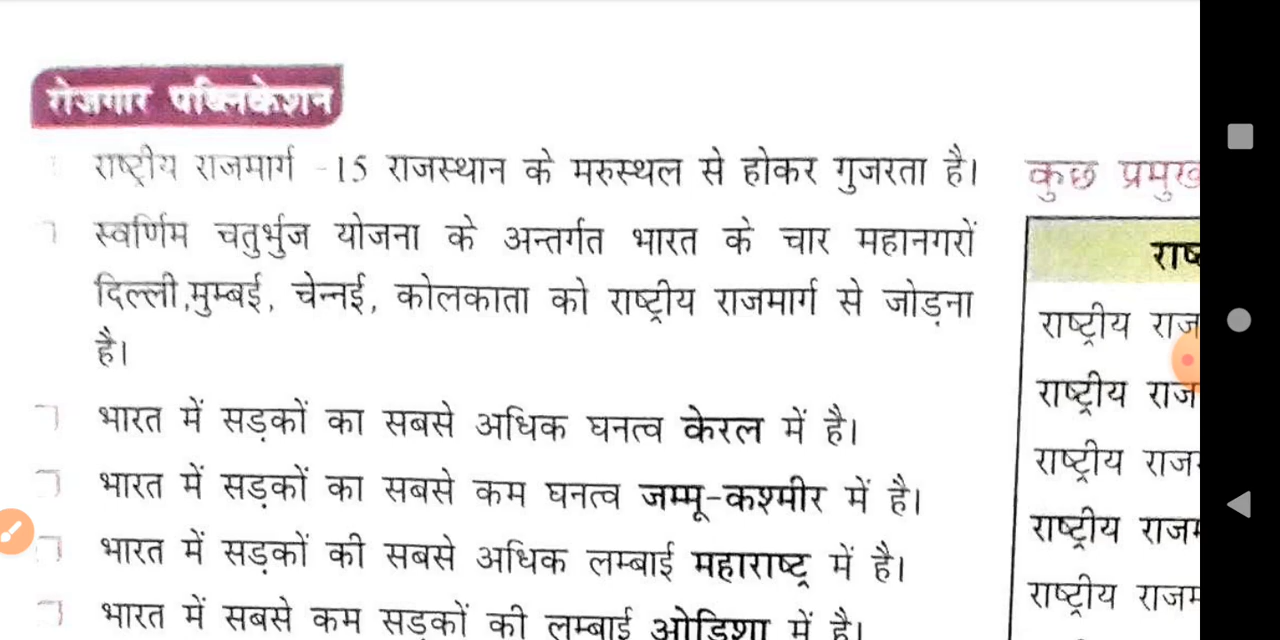 रोजगार पब्लिकेशन
राष्ट्रीय राजमार्ग -15 राजस्थान के मरुस्थल से होकर गुजरता है।
स्वर्णिम चतुर्भुज योजना के अन्तर्गत भारत के चार महानगरों
दिल्ली,मुम्बई, चेन्नई, कोलकाता को राष्ट्रीय राजमार्ग से जोड़ना
है।
भारत में सड़कों का सबसे अधिक घनत्व केरल में है।
भारत में सड़कों का सबसे कम घनत्व जम्मू-कश्मीर में है।
भारत में सड़कों की सबसे अधिक लम्बाई महाराष्ट्र में है।
भारत में सबसे कम सड़कों की लम्बाई ओडिशा में है।
कुछ प्रमुख
राष्ट्रीय
राष्ट्रीय
राष्ट्रीय
राष्ट्रीय
राष्ट्रीय